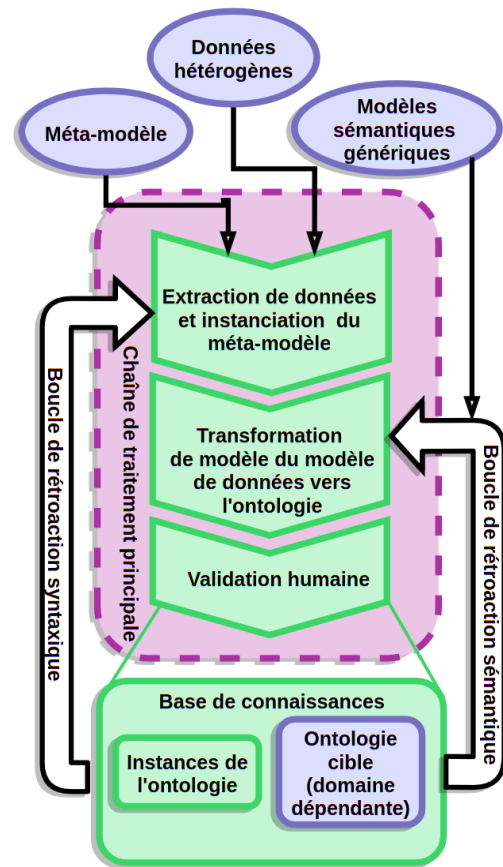 Données
hétérogènes
Méta-modèle
Modèles
sémantiques
génériques
Extraction de données
et instanciation du
méta-modèle
Chaîne de traitement principale
Boucle de rétroaction syntaxique
Transformation
de modèle du modèle
de données vers
l'ontologie
Boucle de rétroaction sémantique
Validation humaine
Base de connaissances
Instances de
l'ontologie
Ontologie
cible
(domaine
dépendante)